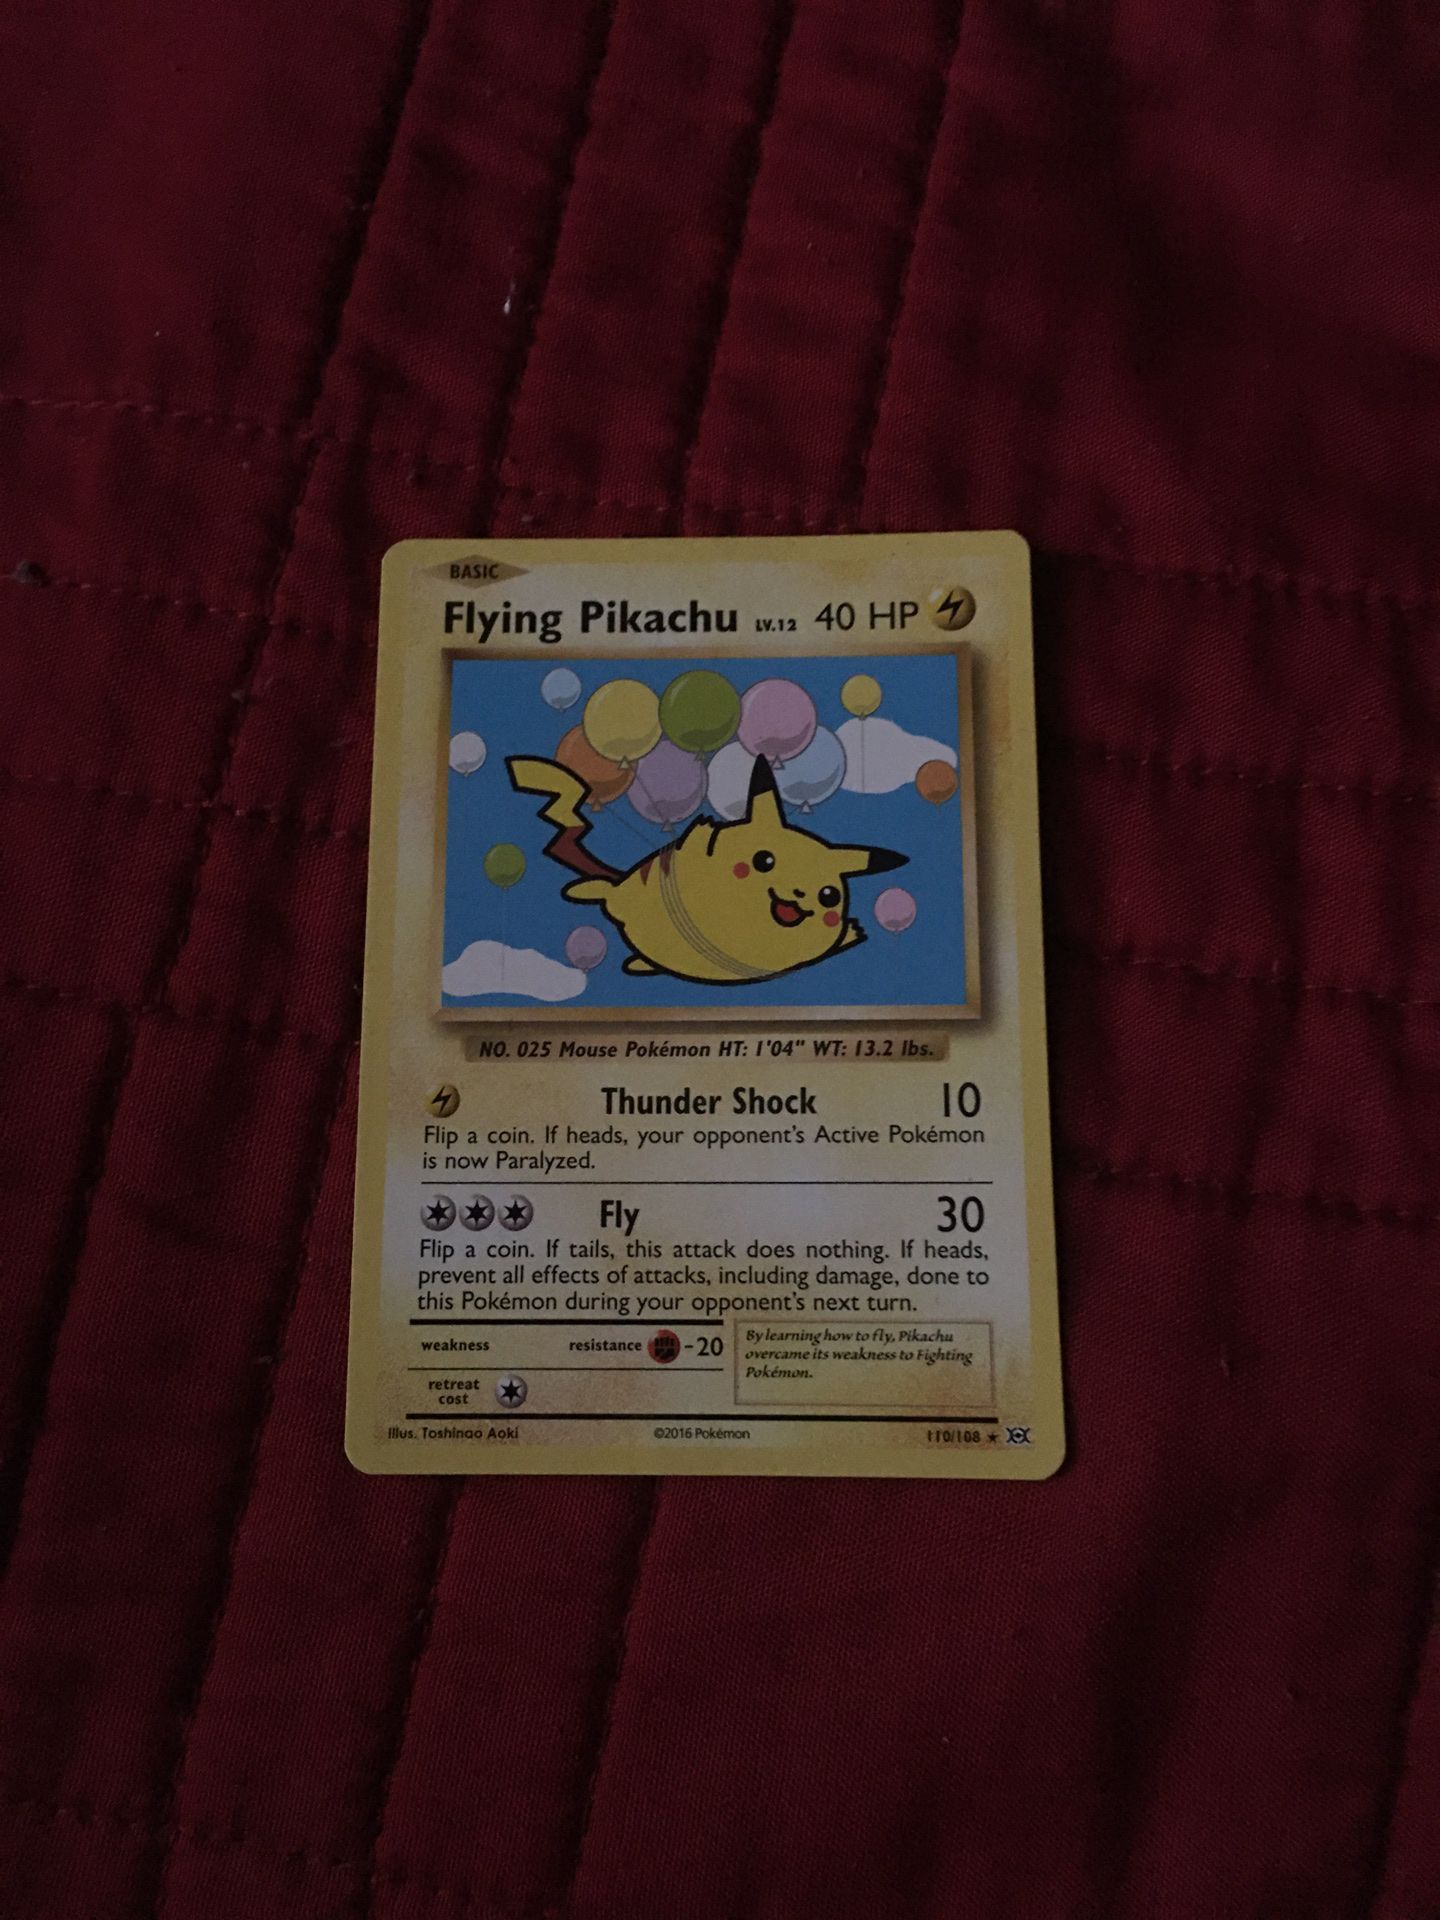 BASIC
Flying Pikachu LV.12 40 HP
NO. 025 Mouse Pokémon HT: 1'04" WT: 13.2 lbs.
Thunder Shock 10
Flip a coin. If heads, your opponent's Active Pokémon
is now Paralyzed.
Fly 30
Flip a coin. If tails, this attack does nothing. If heads,
prevent all effects of attacks, including damage, done to
this Pokémon during your opponent's next turn.
weakness resistance -20
retreat
cost
By learning how to fly, Pikachu
overcame its weakness to Fighting
Pokémon.
Illus. Toshinao Aoki ©2016 Pokémon 110/108 ★